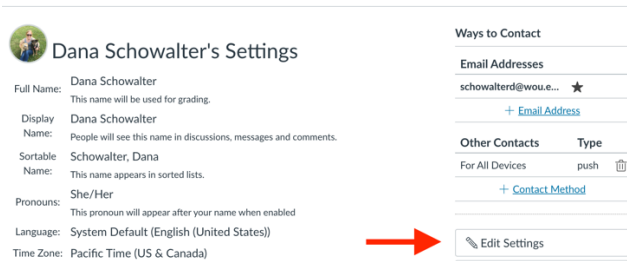 Dana Schowalter's Settings
Full Name:
Dana Schowalter
This name will be used for grading.
Display
Name:
Dana Schowalter
People will see this name in discussions, messages and comments.
Sortable
Name:
Schowalter, Dana
This name appears in sorted lists.
Pronouns:
She/Her
This pronoun will appear after your name when enabled
Language:
System Default (English (United States))
Time Zone:
Pacific Time (US & Canada)
Ways to Contact
Email Addresses
schowalterd@wou.e... ★
+ Email Address
Other Contacts Type
For All Devices push
+ Contact Method
Edit Settings